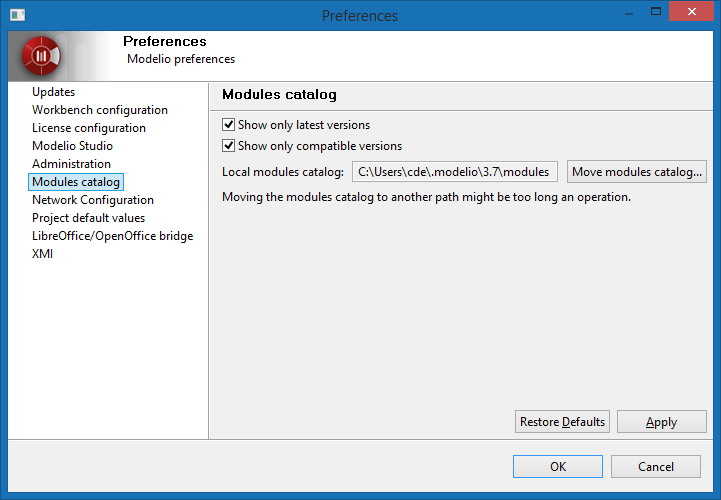 Preferences
Preferences
Modelio preferences
Updates
Workbench configuration
License configuration
Modelio Studio
Administration
Modules catalog
Network Configuration
Project default values
LibreOffice/OpenOffice bridge
XMI
Modules catalog
Show only latest versions
Show only compatible versions
Local modules catalog: C:\Users\cde\.modelio\3.7\modules Move modules catalog...
Moving the modules catalog to another path might be too long an operation.
Restore Defaults Apply
OK Cancel